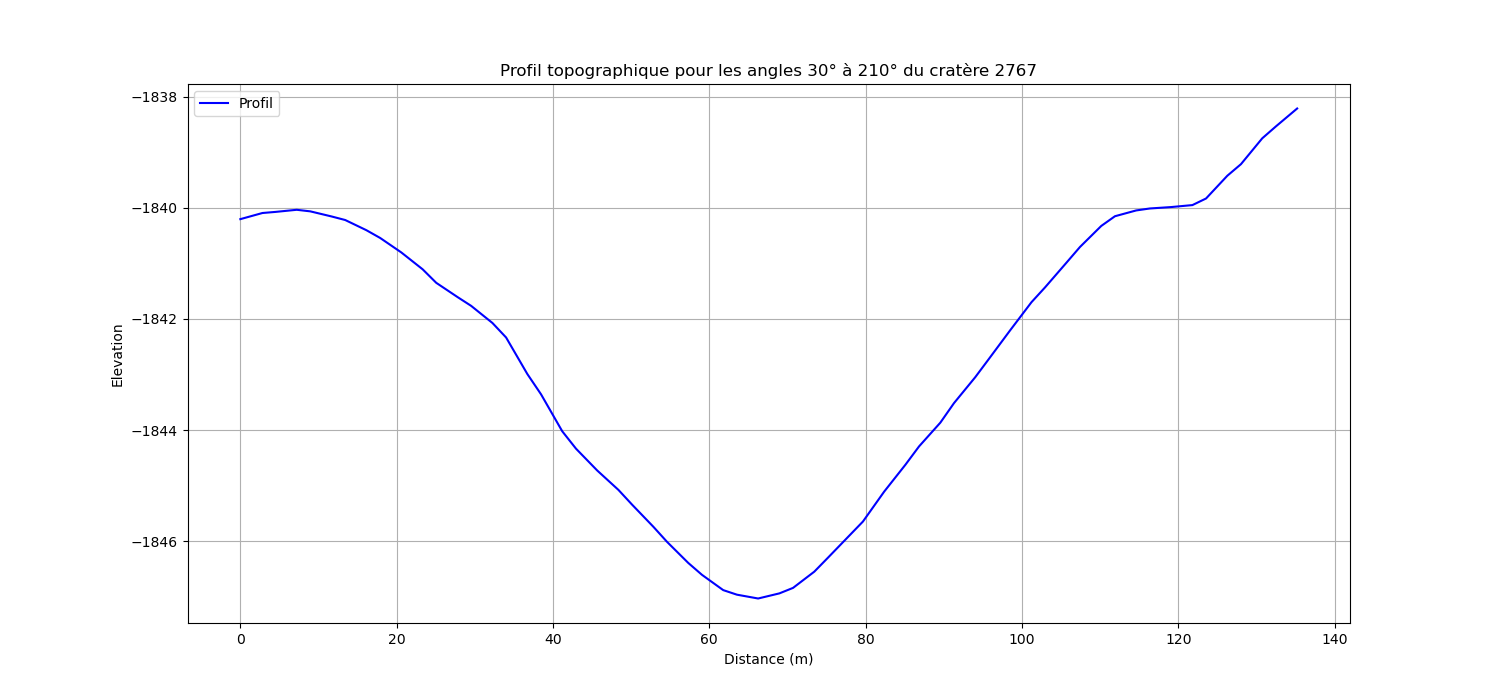 Profil topographique pour les angles 30° à 210° du cratère 2767
Profil
−1838
−1840
−1842
−1844
−1846
Elevation
0 20 40 60 80 100 120 140
Distance (m)